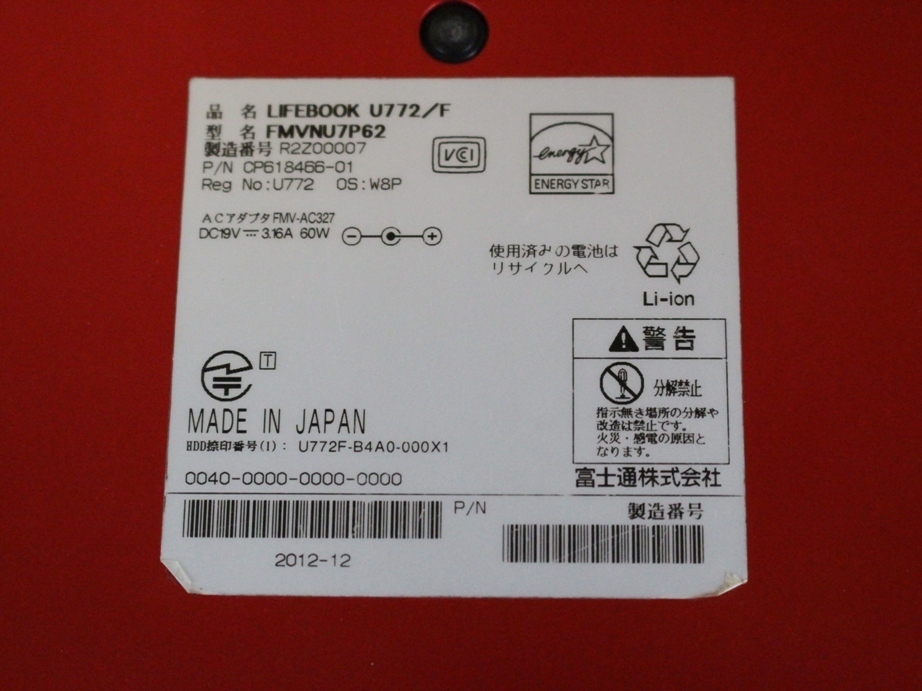 品 名 LIFEBOOK U772/F
型 名 FMVNU7P62
製造番号 R2Z00007
P/N CP618466-01
Reg No:U772 OS:W8P
VCI
energy
ENERGY STAR
ACアダプタ FMV-AC327
DC19V 3.16A 60W
使用済みの電池は
リサイクルへ
Li-ion
警告
分解禁止
指示無き場所の分解や
改造は禁止です。
火災・感電の原因と
なります。
富士通株式会社
T
MADE IN JAPAN
HDD捺印番号(1): U772F-B4A0-000X1
0040-0000-0000-0000
P/N
製造番号
2012-12